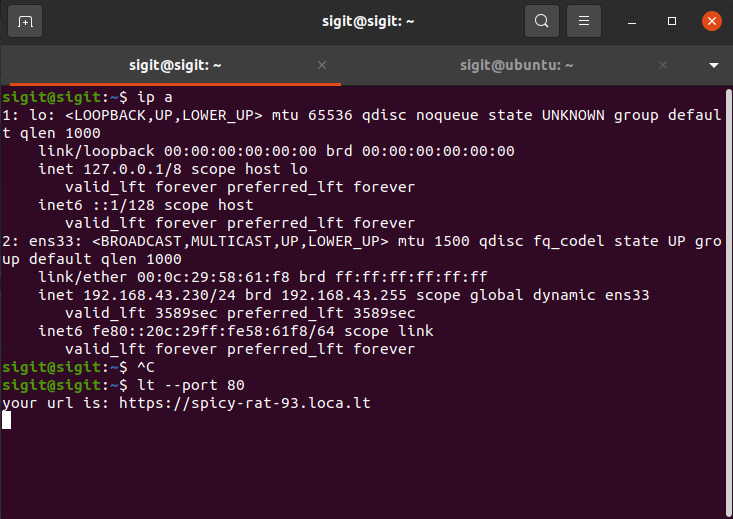 sigit@sigit: ~
sigit@sigit: ~
sigit@ubuntu: ~
sigit@sigit:~$ ip a
1: lo: <LOOPBACK,UP,LOWER_UP> mtu 65536 qdisc noqueue state UNKNOWN group defaul
t qlen 1000
    link/loopback 00:00:00:00:00:00 brd 00:00:00:00:00:00
    inet 127.0.0.1/8 scope host lo
       valid_lft forever preferred_lft forever
    inet6 ::1/128 scope host
       valid_lft forever preferred_lft forever
2: ens33: <BROADCAST,MULTICAST,UP,LOWER_UP> mtu 1500 qdisc fq_codel state UP gro
up default qlen 1000
    link/ether 00:0c:29:58:61:f8 brd ff:ff:ff:ff:ff:ff
    inet 192.168.43.230/24 brd 192.168.43.255 scope global dynamic ens33
       valid_lft 3589sec preferred_lft 3589sec
    inet6 fe80::20c:29ff:fe58:61f8/64 scope link
       valid_lft forever preferred_lft forever
sigit@sigit:~$ ^C
sigit@sigit:~$ lt --port 80
your url is: https://spicy-rat-93.loca.lt